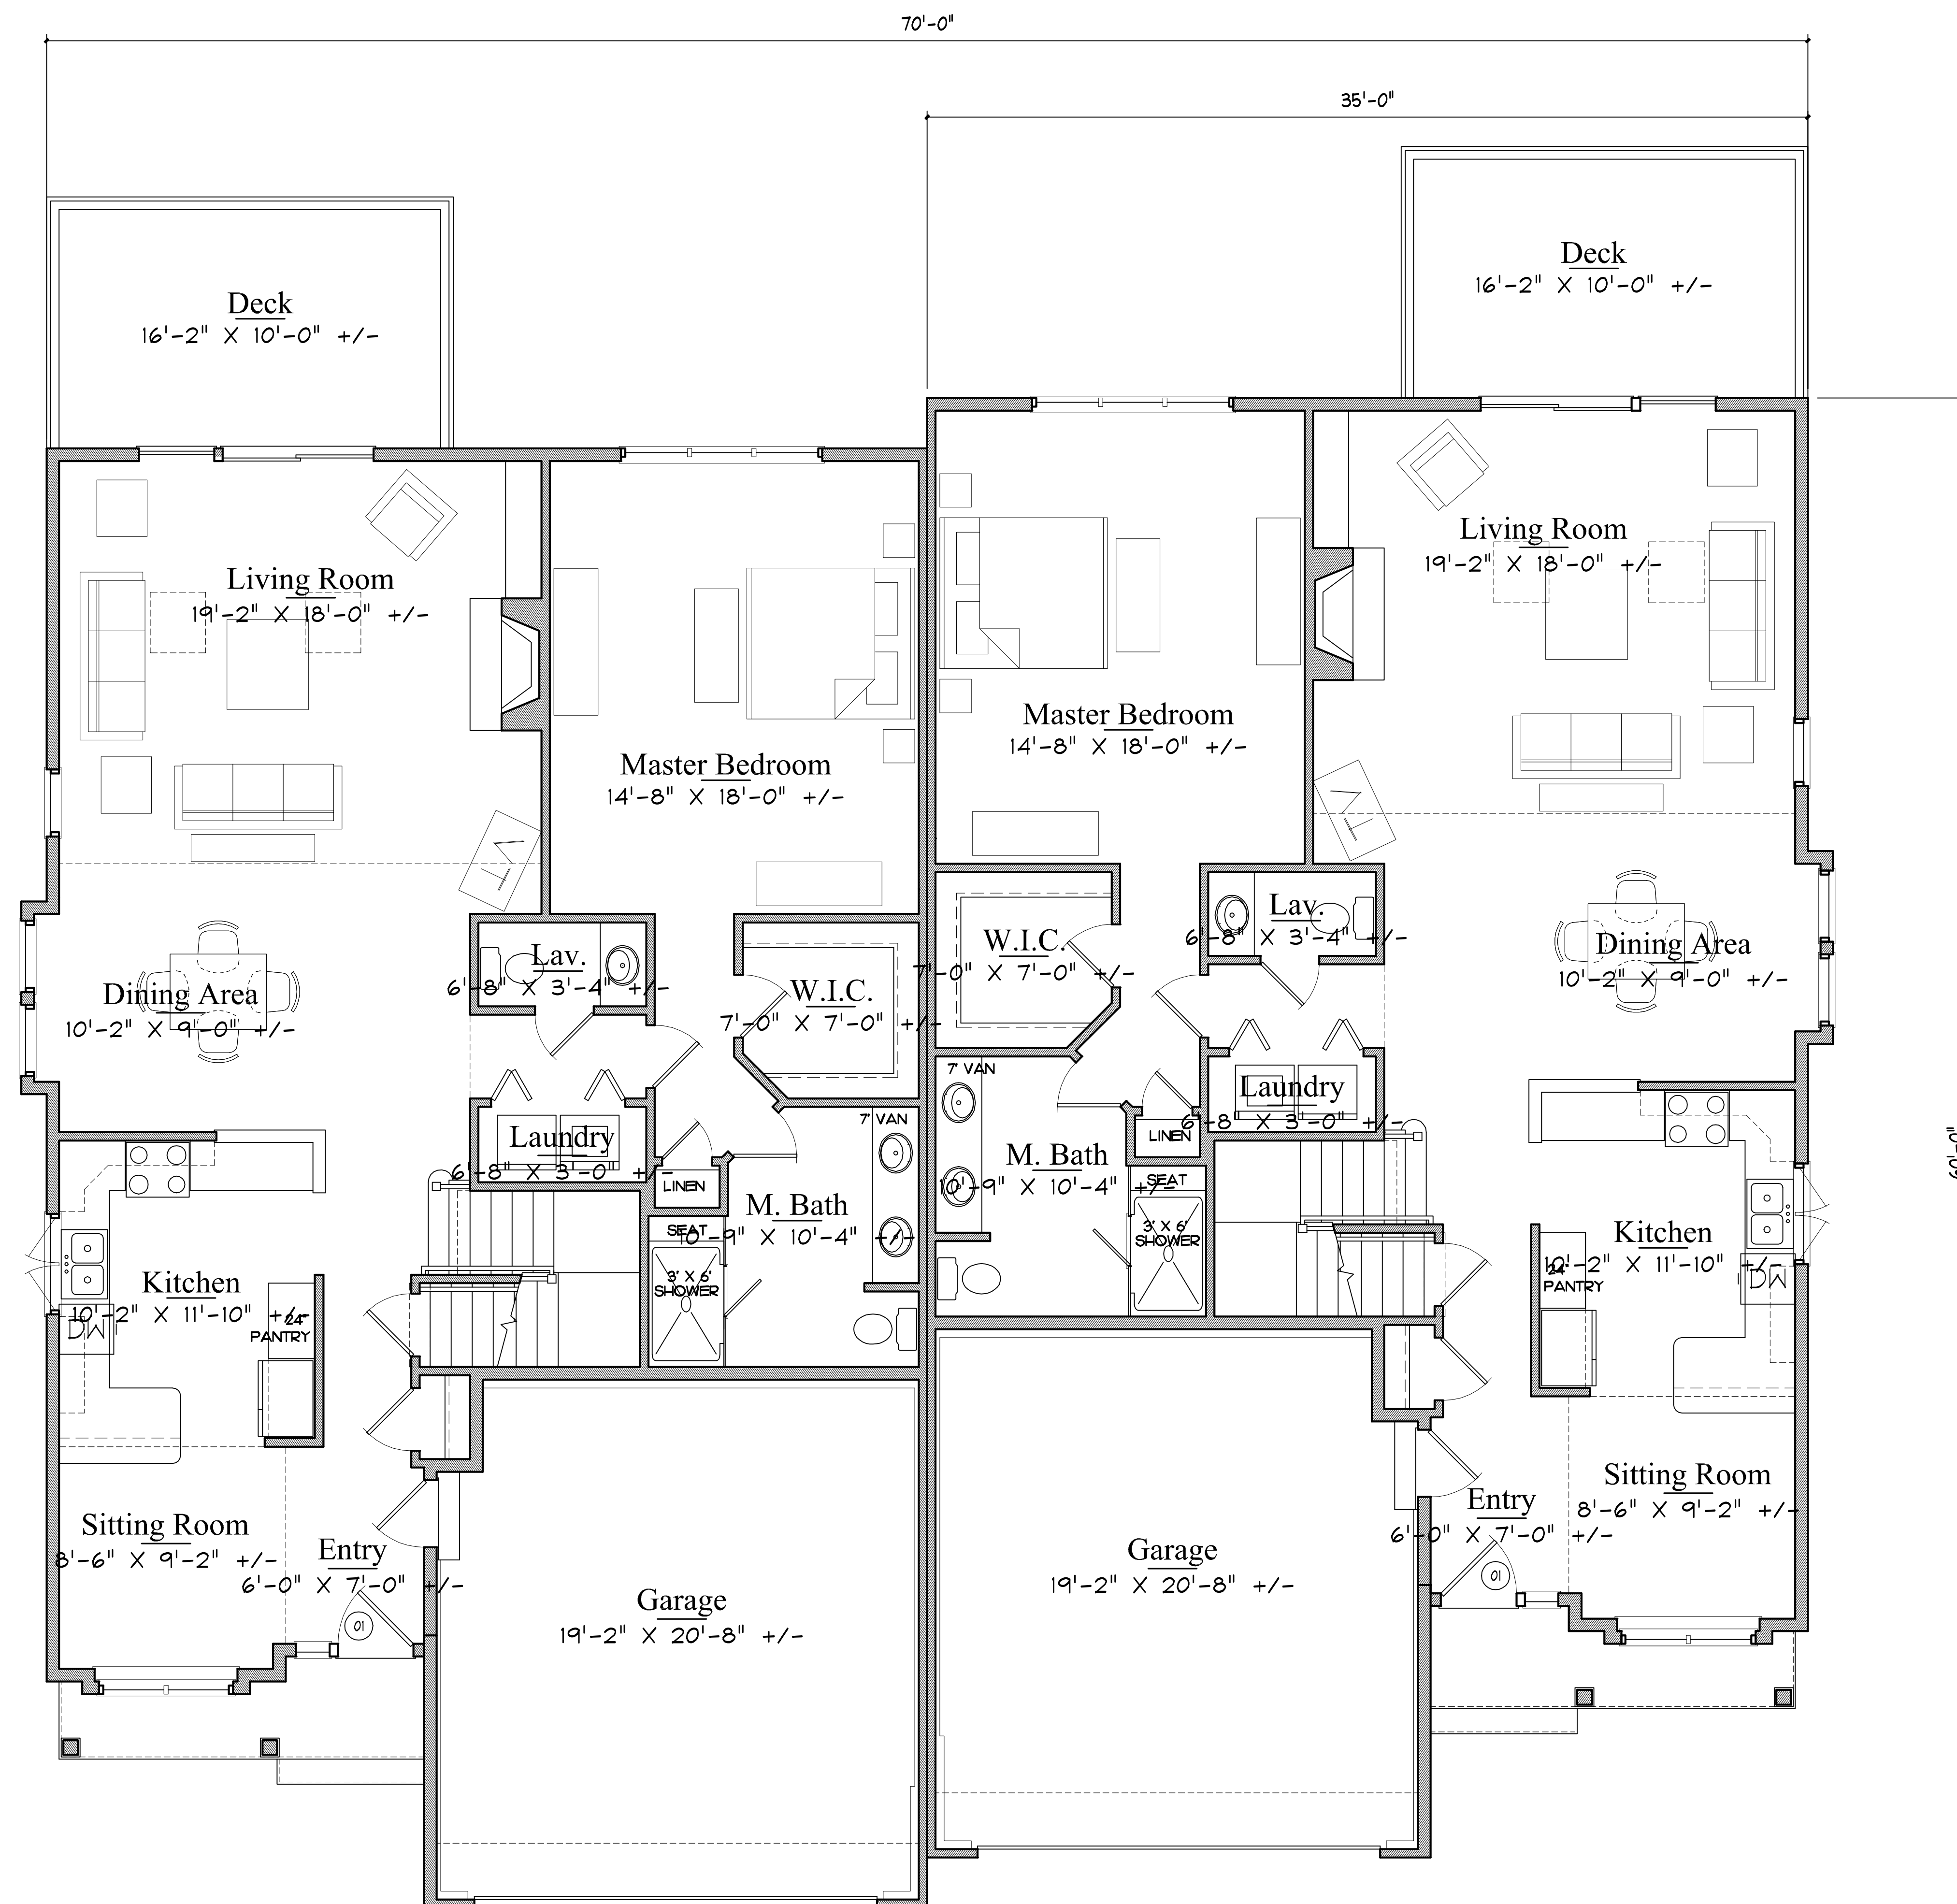 70'-0"
35'-0"
Deck
16'-2" X 10'-0" +/-
Deck
16'-2" X 10'-0" +/-
Living Room
19'-2" X 18'-0" +/-
Living Room
19'-2" X 18'-0" +/-
TV
TV
Master Bedroom
14'-8" X 18'-0" +/-
Master Bedroom
14'-8" X 18'-0" +/-
Lav.
6'-8" X 3'-4" +/-
Lav.
6'-8" X 3'-4" +/-
W.I.C.
7'-0" X 7'-0" +/-
W.I.C.
7'-0" X 7'-0" +/-
Dining Area
10'-2" X 9'-0" +/-
Dining Area
10'-2" X 9'-0" +/-
Laundry
6'-8" X 3'-0" +/-
Laundry
6'-8" X 3'-0" +/-
7' VAN
7' VAN
LINEN
LINEN
M. Bath
10'-9" X 10'-4" +/-
M. Bath
10'-9" X 10'-4" +/-
SEAT
3' X 6'
SHOWER
SEAT
3' X 6'
SHOWER
60'-0"
Kitchen
10'-2" X 11'-10" +/-
DW
24"
PANTRY
Kitchen
10'-2" X 11'-10" +/-
DW
24"
PANTRY
Sitting Room
8'-6" X 9'-2" +/-
Sitting Room
8'-6" X 9'-2" +/-
Entry
6'-0" X 7'-0" +/-
01
Entry
6'-0" X 7'-0" +/-
01
Garage
19'-2" X 20'-8" +/-
Garage
19'-2" X 20'-8" +/-